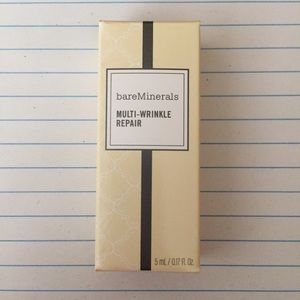 bareMinerals
MULTI-WRINKLE
REPAIR
5 mL / 0.17 Fl. Oz.